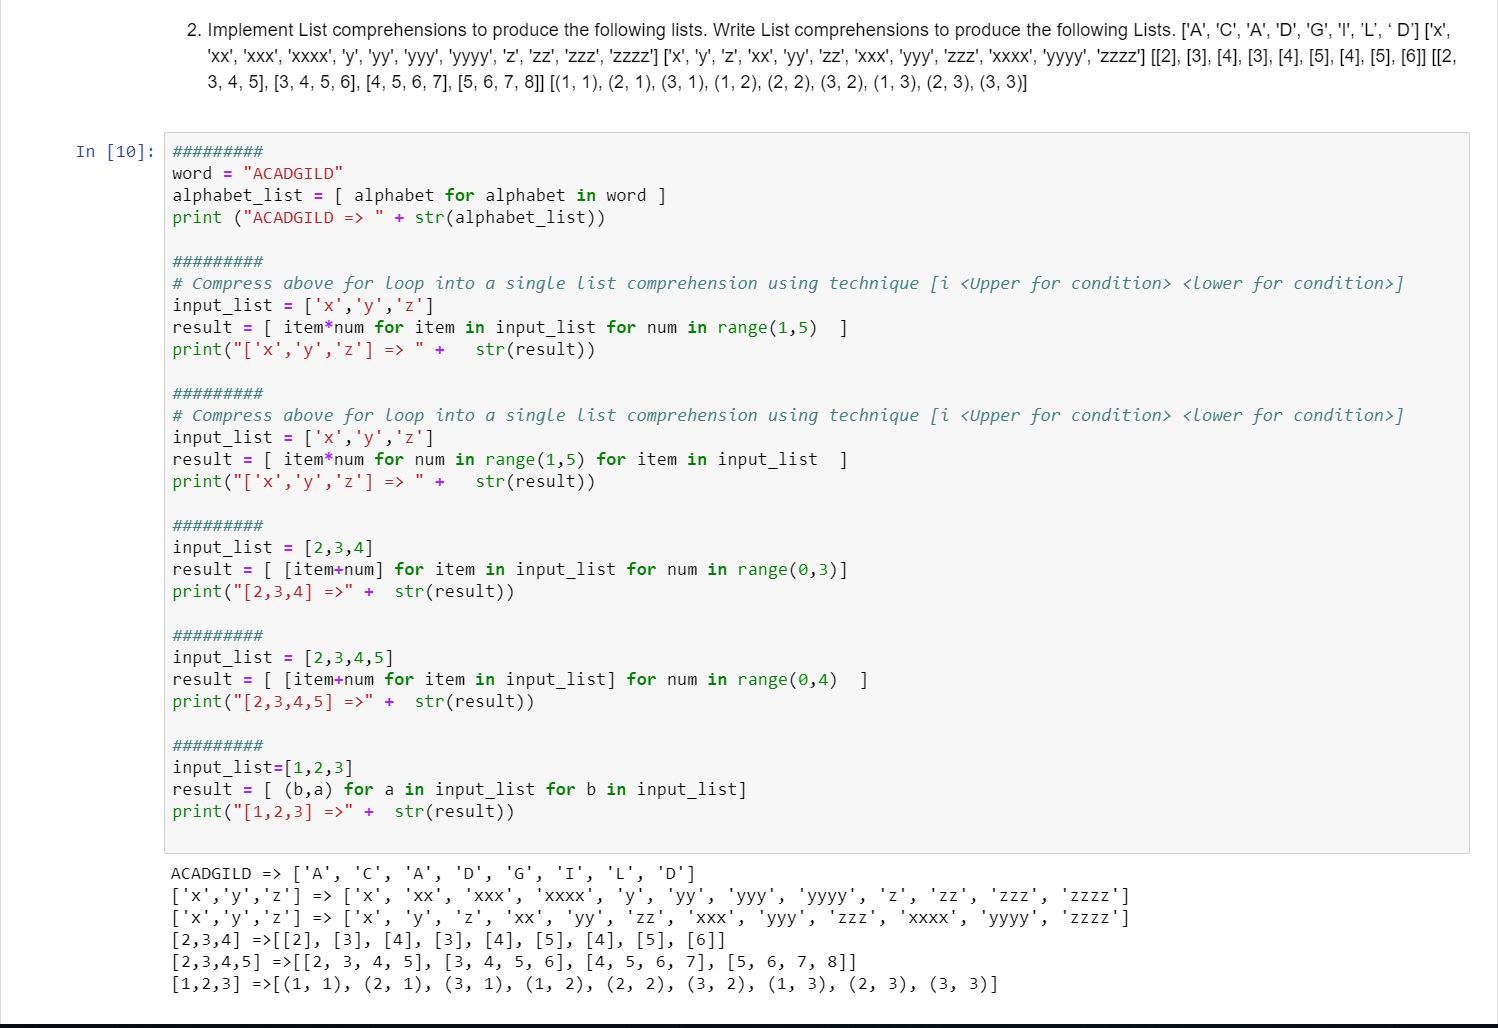 2. Implement List comprehensions to produce the following lists. Write List comprehensions to produce the following Lists. ['A', 'C', 'A', 'D', 'G', 'I', ’L’, ‘ D’] ['x',
'xx', 'xxx', 'xxxx', 'y', 'yy', 'yyy', 'yyyy', 'z', 'zz', 'zzz', 'zzzz'] ['x', 'y', 'z', 'xx', 'yy', 'zz', 'xxx', 'yyy', 'zzz', 'xxxx', 'yyyy', 'zzzz'] [[2], [3], [4], [3], [4], [5], [4], [5], [6]] [[2,
3, 4, 5], [3, 4, 5, 6], [4, 5, 6, 7], [5, 6, 7, 8]] [(1, 1), (2, 1), (3, 1), (1, 2), (2, 2), (3, 2), (1, 3), (2, 3), (3, 3)]
In [10]: #########
word = "ACADGILD"
alphabet_list = [ alphabet for alphabet in word ]
print ("ACADGILD => " + str(alphabet_list))
#########
# Compress above for loop into a single list comprehension using technique [i <Upper for condition> <lower for condition>]
input_list = ['x','y','z']
result = [ item*num for item in input_list for num in range(1,5)  ]
print("['x','y','z'] => " +   str(result))
#########
# Compress above for loop into a single list comprehension using technique [i <Upper for condition> <lower for condition>]
input_list = ['x','y','z']
result = [ item*num for num in range(1,5) for item in input_list  ]
print("['x','y','z'] => " +   str(result))
#########
input_list = [2,3,4]
result = [ [item+num] for item in input_list for num in range(0,3)]
print("[2,3,4] =>" +  str(result))
#########
input_list = [2,3,4,5]
result = [ [item+num for item in input_list] for num in range(0,4)  ]
print("[2,3,4,5] =>" +  str(result))
#########
input_list=[1,2,3]
result = [ (b,a) for a in input_list for b in input_list]
print("[1,2,3] =>" +  str(result))
ACADGILD => ['A', 'C', 'A', 'D', 'G', 'I', 'L', 'D']
['x','y','z'] => ['x', 'xx', 'xxx', 'xxxx', 'y', 'yy', 'yyy', 'yyyy', 'z', 'zz', 'zzz', 'zzzz']
['x','y','z'] => ['x', 'y', 'z', 'xx', 'yy', 'zz', 'xxx', 'yyy', 'zzz', 'xxxx', 'yyyy', 'zzzz']
[2,3,4] =>[[2], [3], [4], [3], [4], [5], [4], [5], [6]]
[2,3,4,5] =>[[2, 3, 4, 5], [3, 4, 5, 6], [4, 5, 6, 7], [5, 6, 7, 8]]
[1,2,3] =>[(1, 1), (2, 1), (3, 1), (1, 2), (2, 2), (3, 2), (1, 3), (2, 3), (3, 3)]